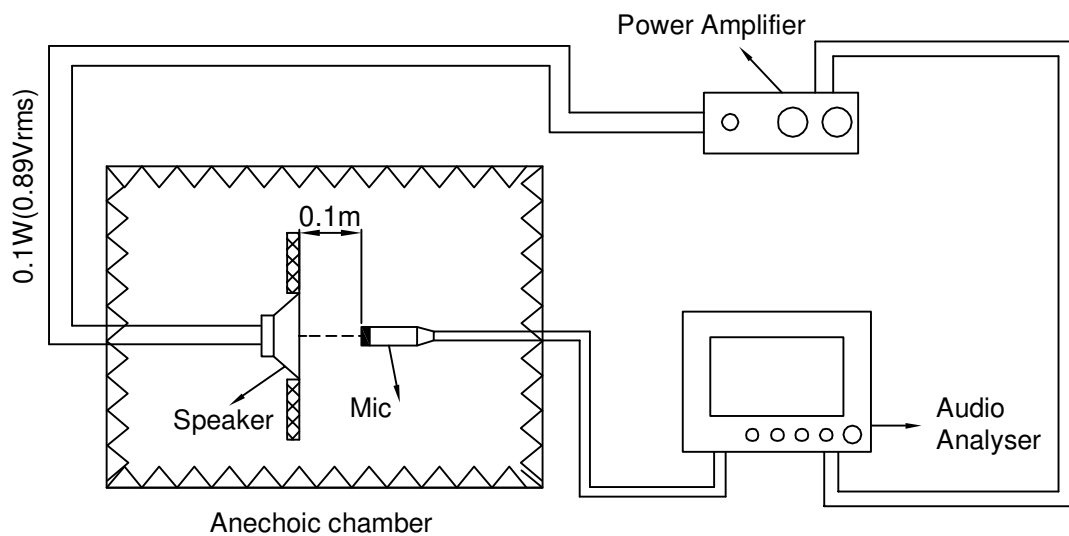 Power Amplifier
0.1W(0.89Vrms)
0.1m
Speaker
Mic
Audio
Analyser
Anechoic chamber